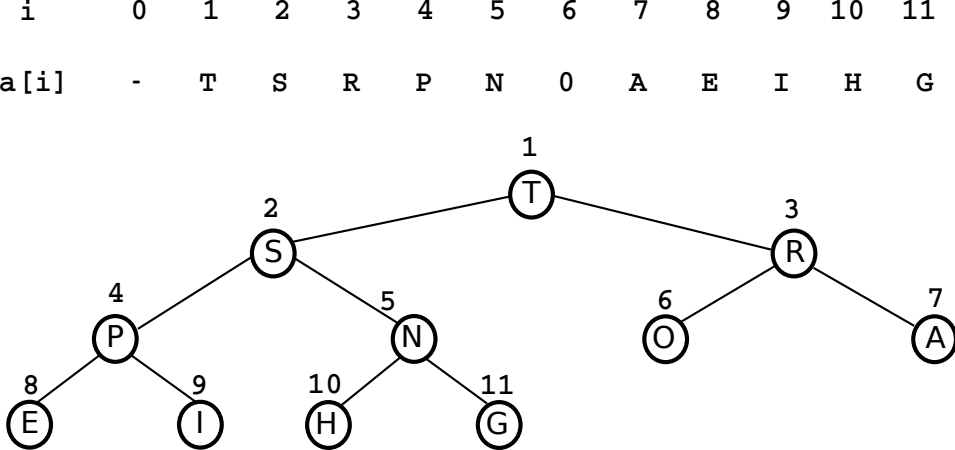 i 0 1 2 3 4 5 6 7 8 9 10 11
a[i] - T S R P N 0 A E I H G
1
T
2 3
S R
4 5 6 7
P N O A
8 9 10 11
E I H G